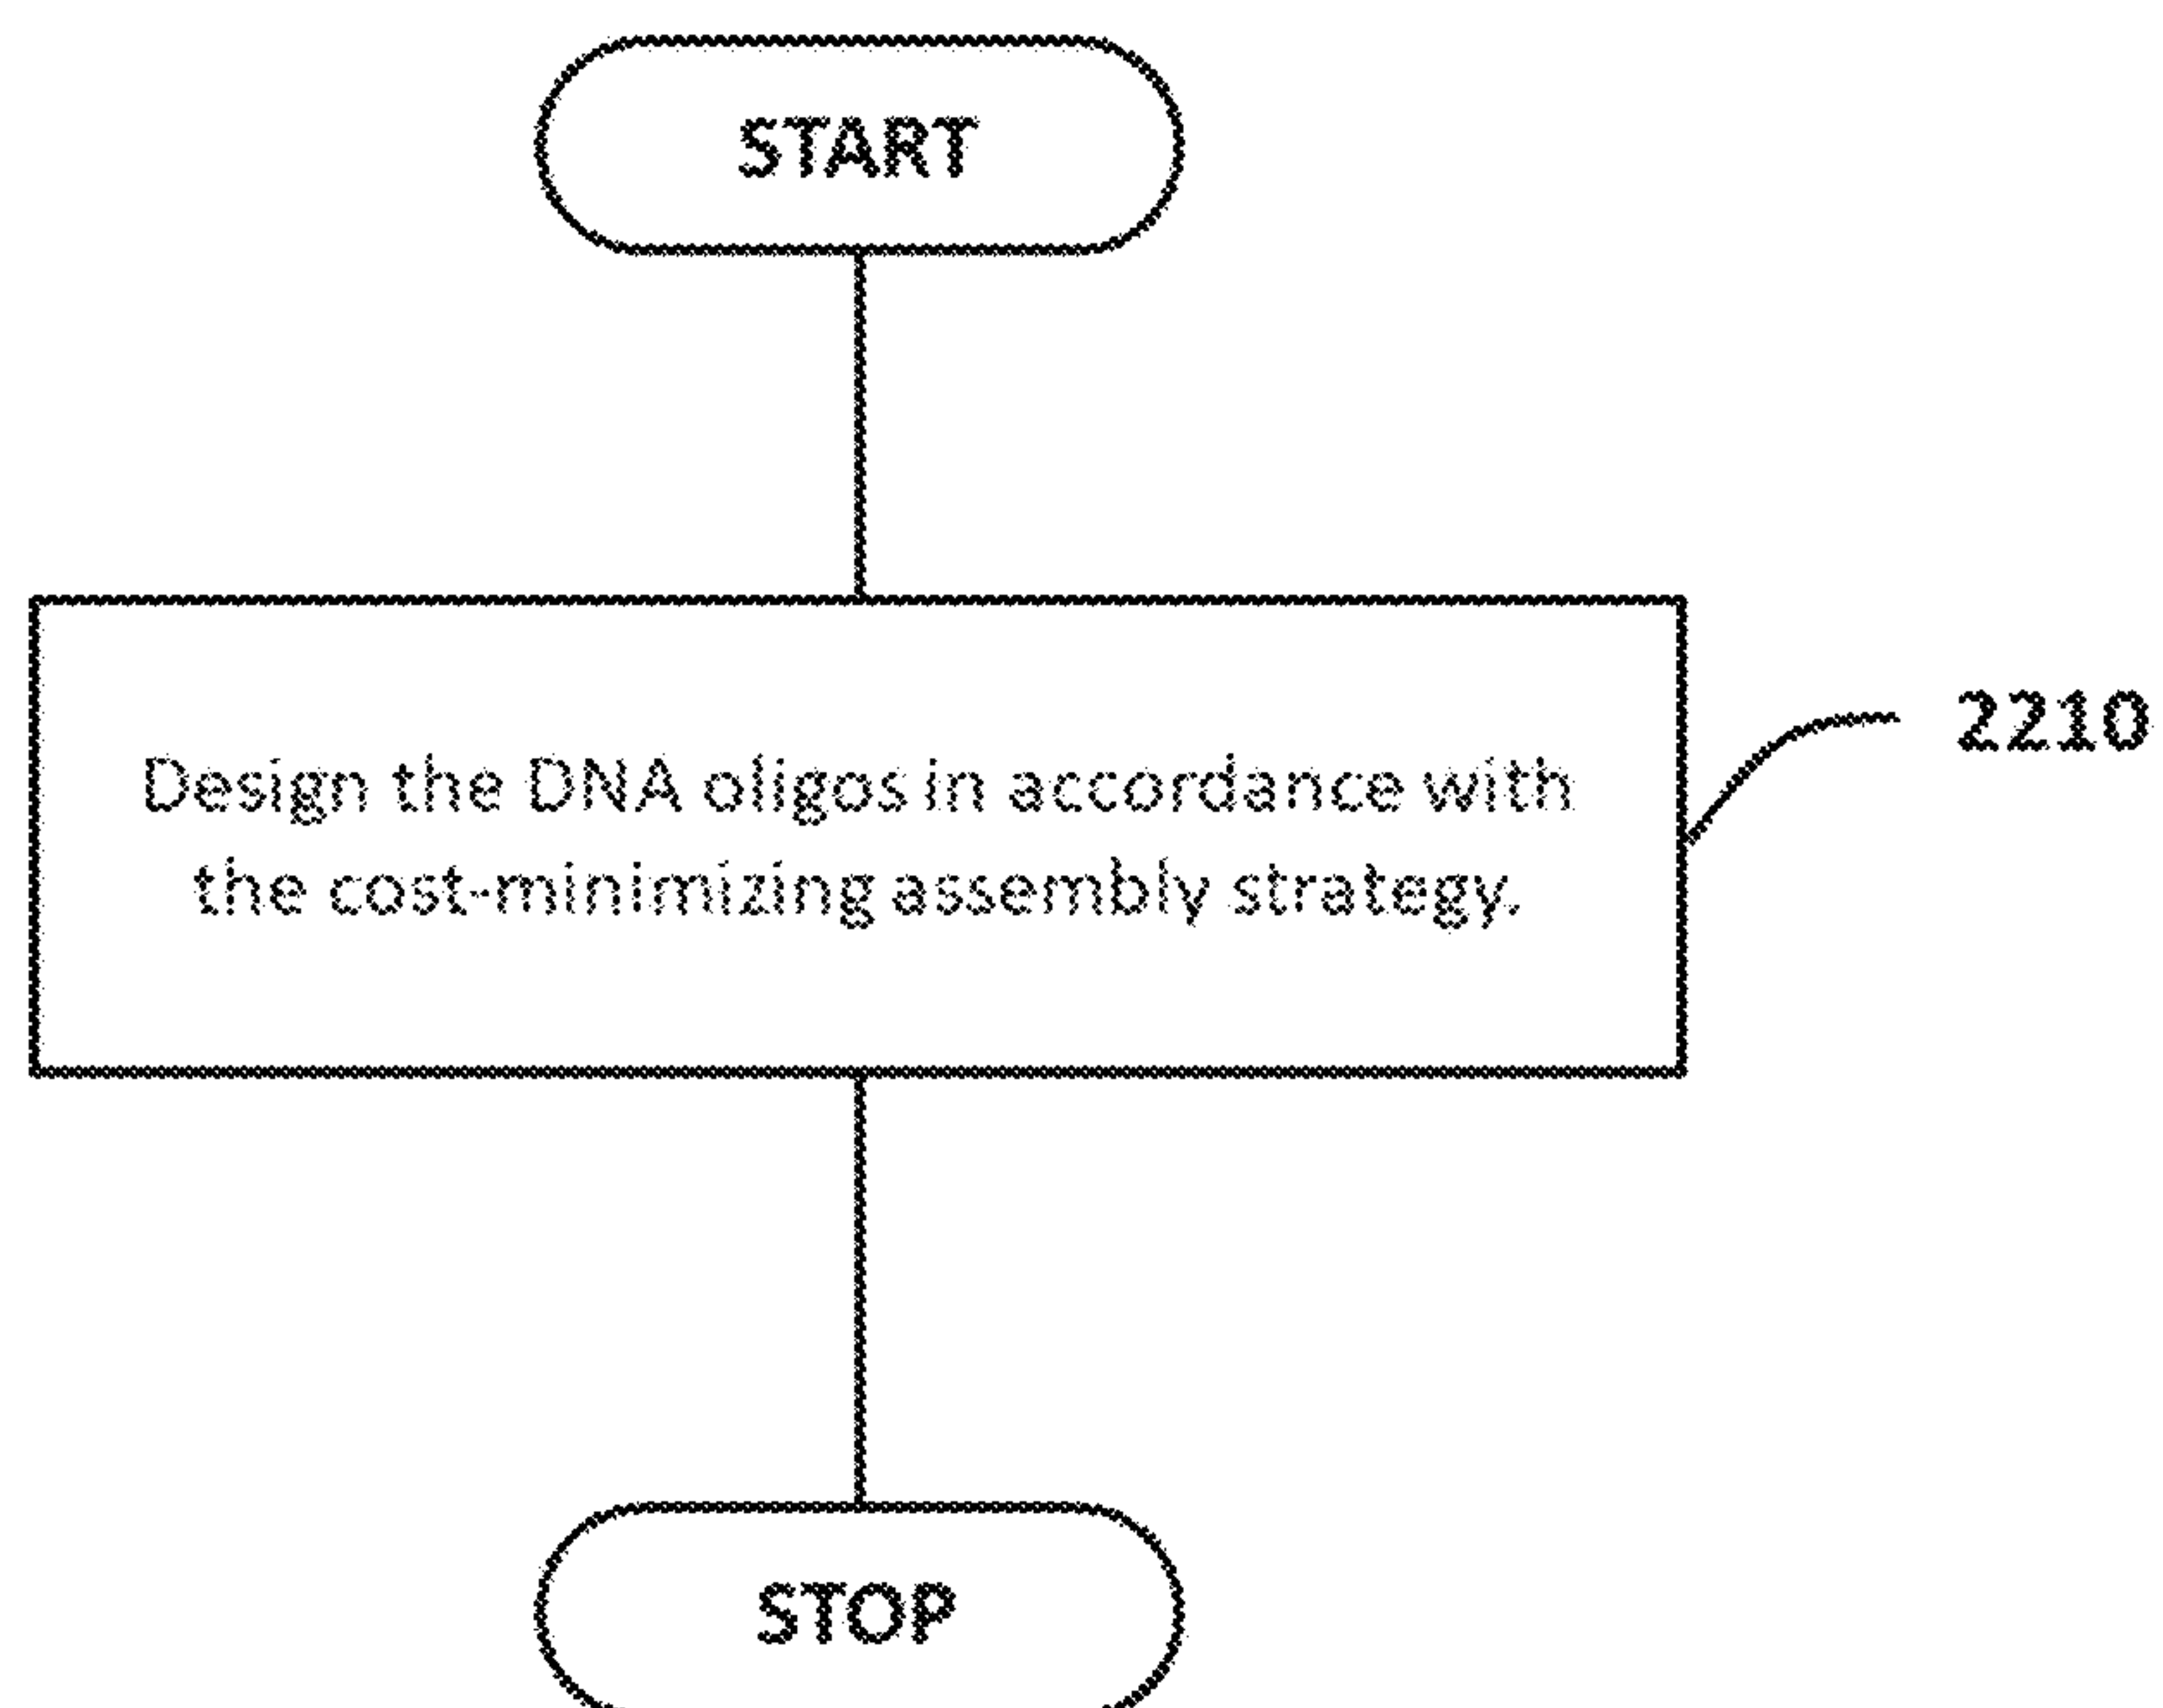 START
2210
Design the DNA oligos in accordance with
the cost-minimizing assembly strategy.
STOP